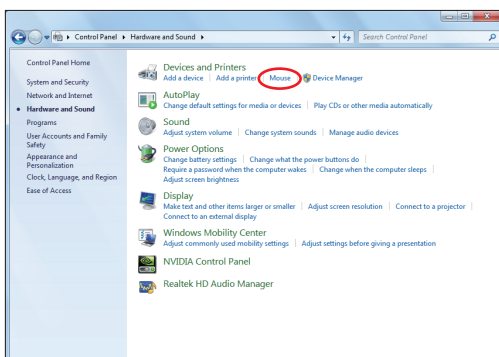 Control Panel ▸ Hardware and Sound ▸
Search Control Panel
Control Panel Home
System and Security
Network and Internet
Hardware and Sound
Programs
User Accounts and Family
Safety
Appearance and
Personalization
Clock, Language, and Region
Ease of Access
Devices and Printers
Add a device | Add a printer | Mouse | Device Manager
AutoPlay
Change default settings for media or devices | Play CDs or other media automatically
Sound
Adjust system volume | Change system sounds | Manage audio devices
Power Options
Change battery settings | Change what the power buttons do |
Require a password when the computer wakes | Change when the computer sleeps |
Adjust screen brightness
Display
Make text and other items larger or smaller | Adjust screen resolution | Connect to a projector |
Connect to an external display
Windows Mobility Center
Adjust commonly used mobility settings | Adjust settings before giving a presentation
NVIDIA Control Panel
Realtek HD Audio Manager